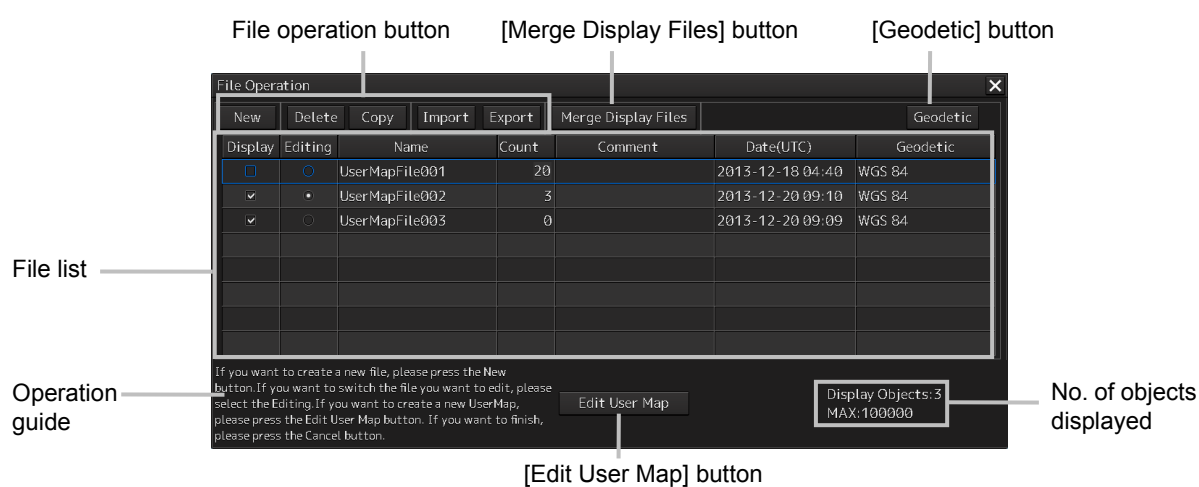 File operation button
[Merge Display Files] button
[Geodetic] button
File Operation
New Delete Copy Import Export Merge Display Files Geodetic
Display Editing Name Count Comment Date(UTC) Geodetic
UserMapFile001 20 2013-12-18 04:40 WGS 84
UserMapFile002 3 2013-12-20 09:10 WGS 84
UserMapFile003 0 2013-12-20 09:09 WGS 84
File list
If you want to create a new file, please press the New
button.If you want to switch the file you want to edit, please
select the Editing.If you want to create a new UserMap,
please press the Edit User Map button. If you want to finish,
please press the Cancel button.
Operation
guide
Edit User Map
Display Objects:3
MAX:100000
No. of objects
displayed
[Edit User Map] button